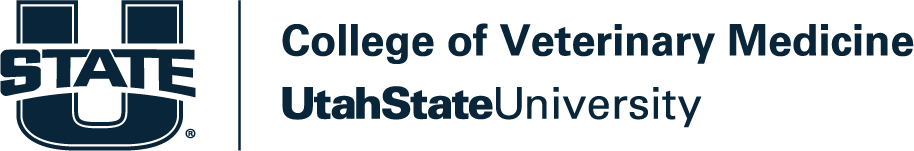 STATE
U
®
College of Veterinary Medicine
UtahStateUniversity